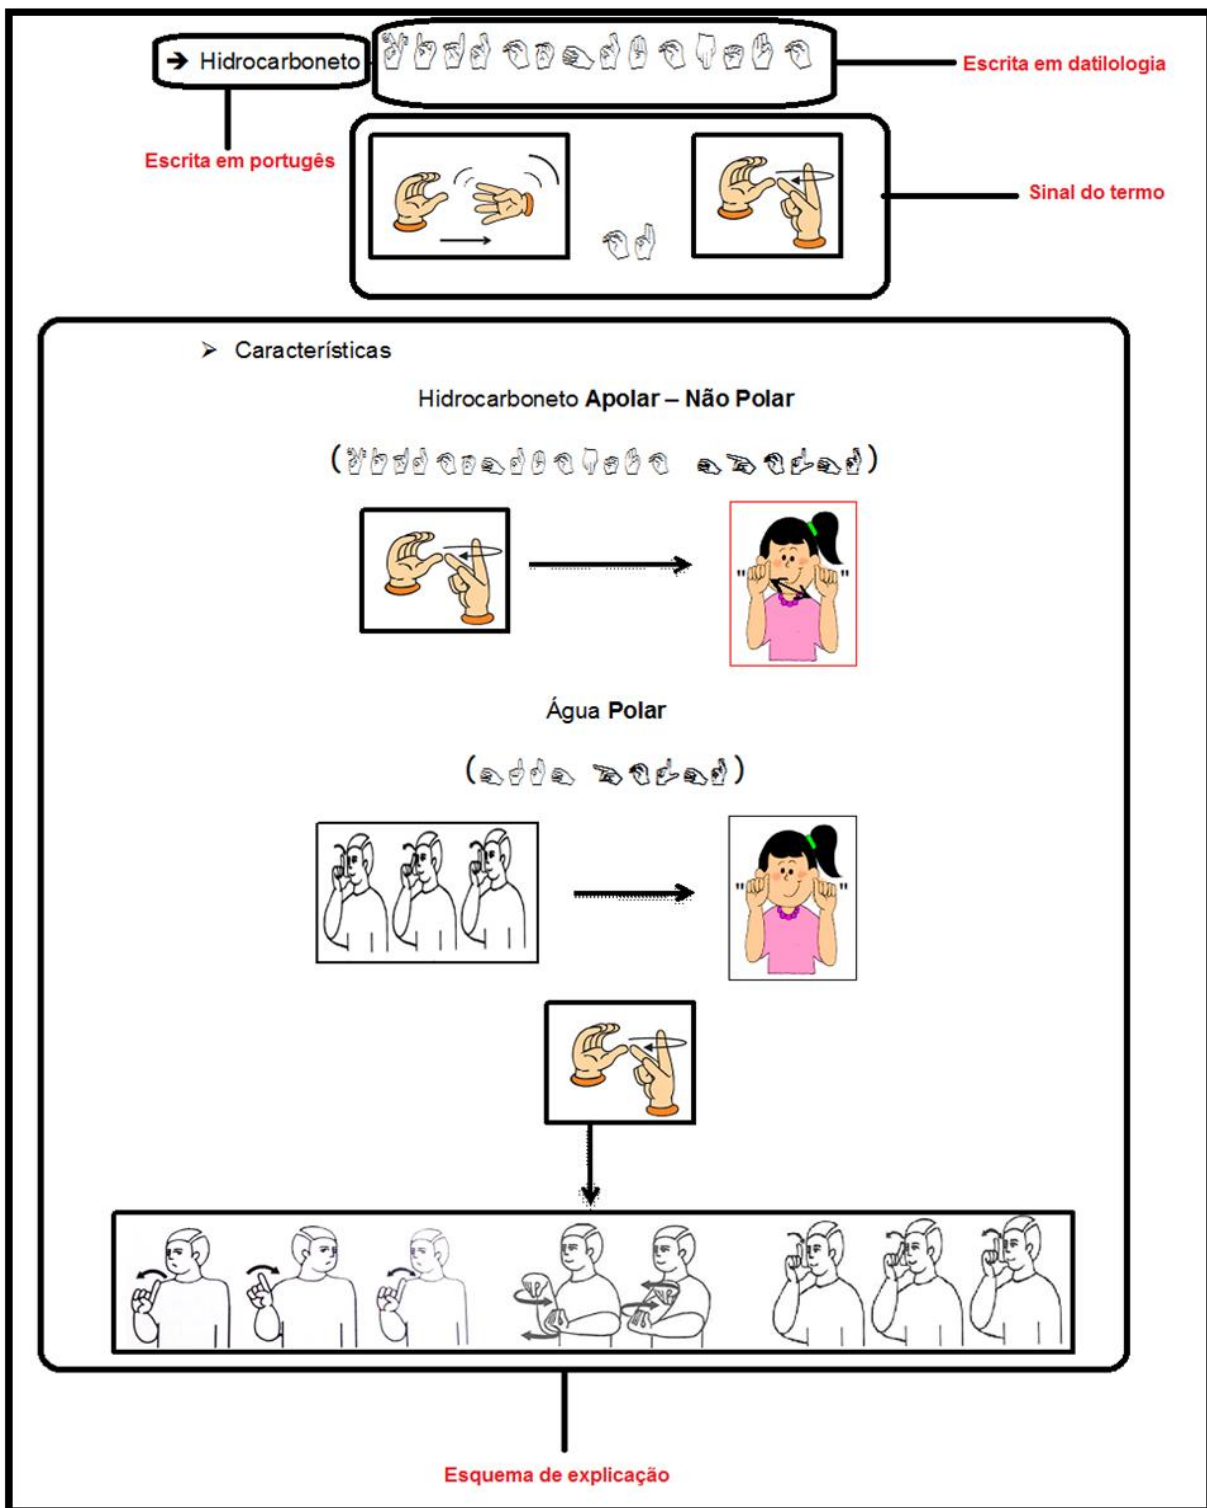 ➔ Hidrocarboneto
Escrita em datilologia
Escrita em portugês
Sinal do termo
➢ Características
Hidrocarboneto Apolar – Não Polar
Água Polar
Esquema de explicação